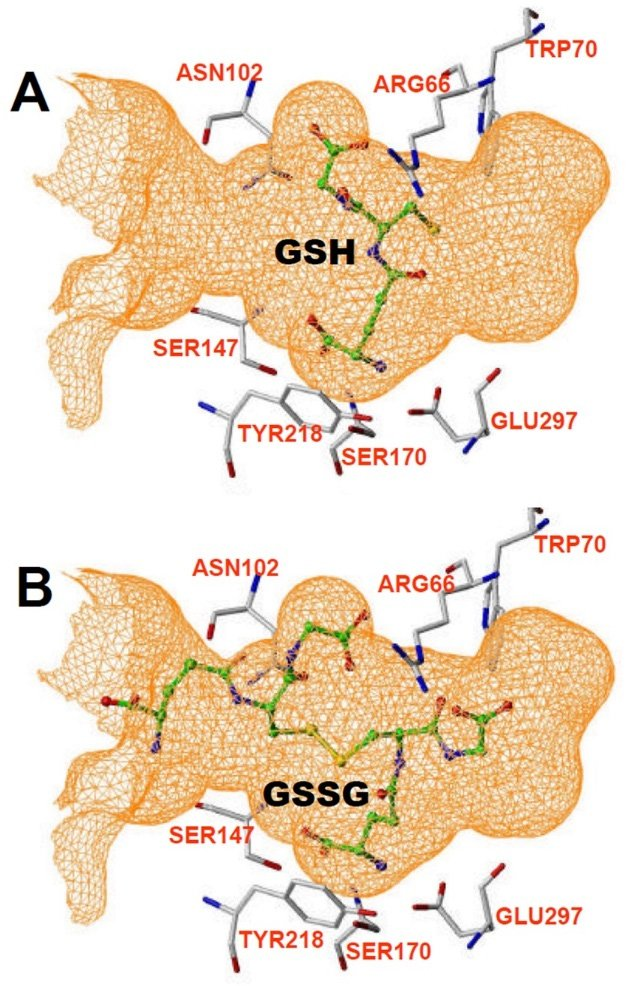 A
ASN102
ARG66
TRP70
GSH
SER147
TYR218
SER170
GLU297
B
ASN102
ARG66
TRP70
GSSG
SER147
TYR218
SER170
GLU297